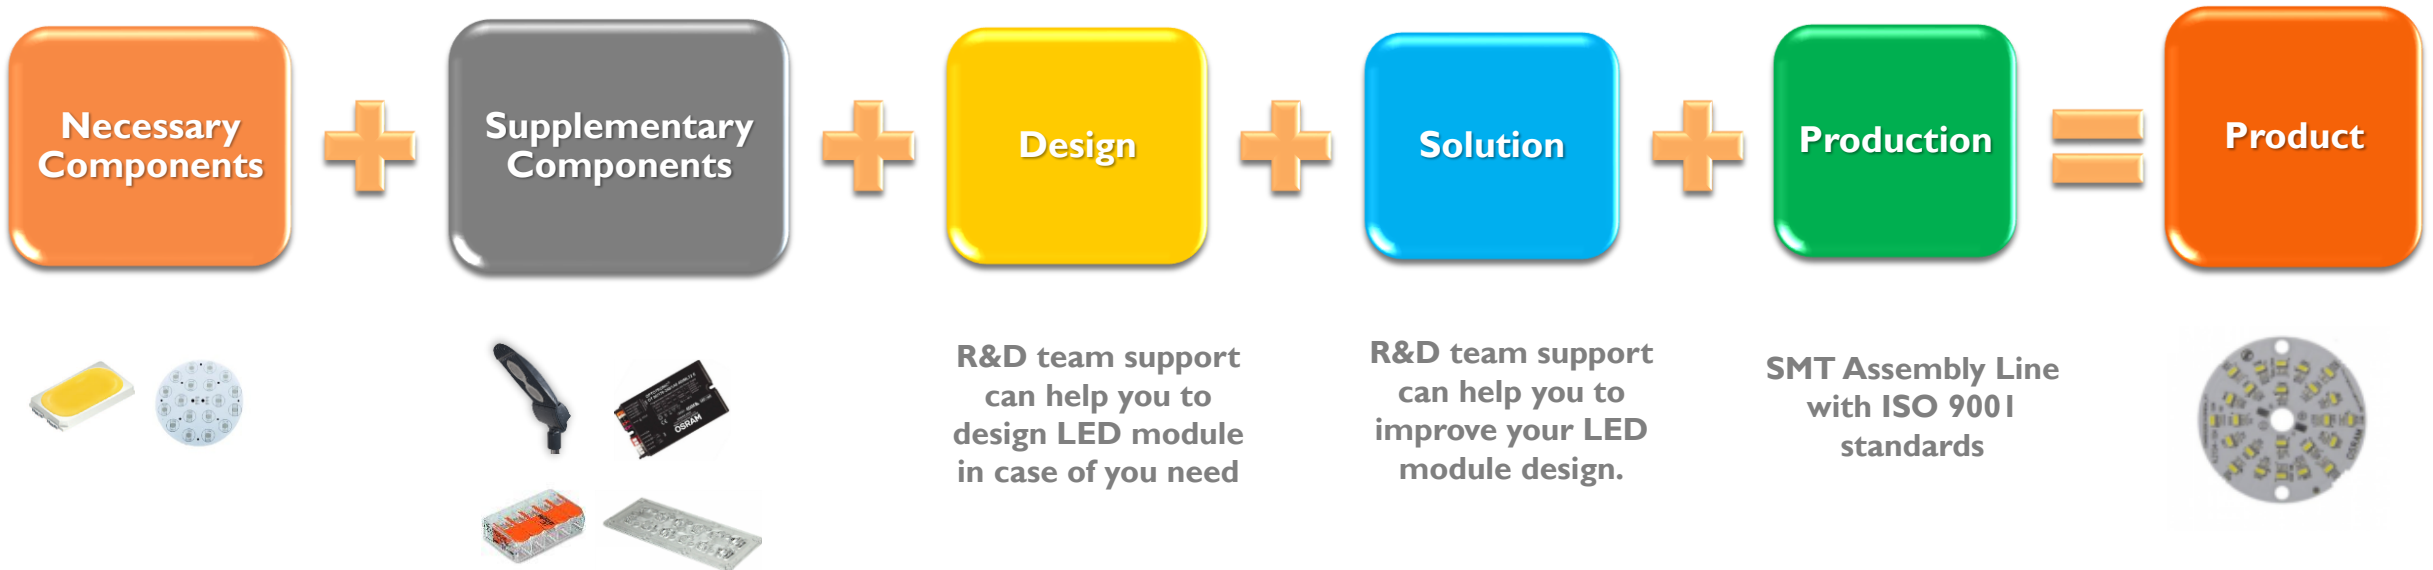 Necessary
Components
Supplementary
Components
Design
Solution
Production
Product
R&D team support
can help you to
design LED module
in case of you need
R&D team support
can help you to
improve your LED
module design.
SMT Assembly Line
with ISO 9001
standards
OSRAM
OSRAM